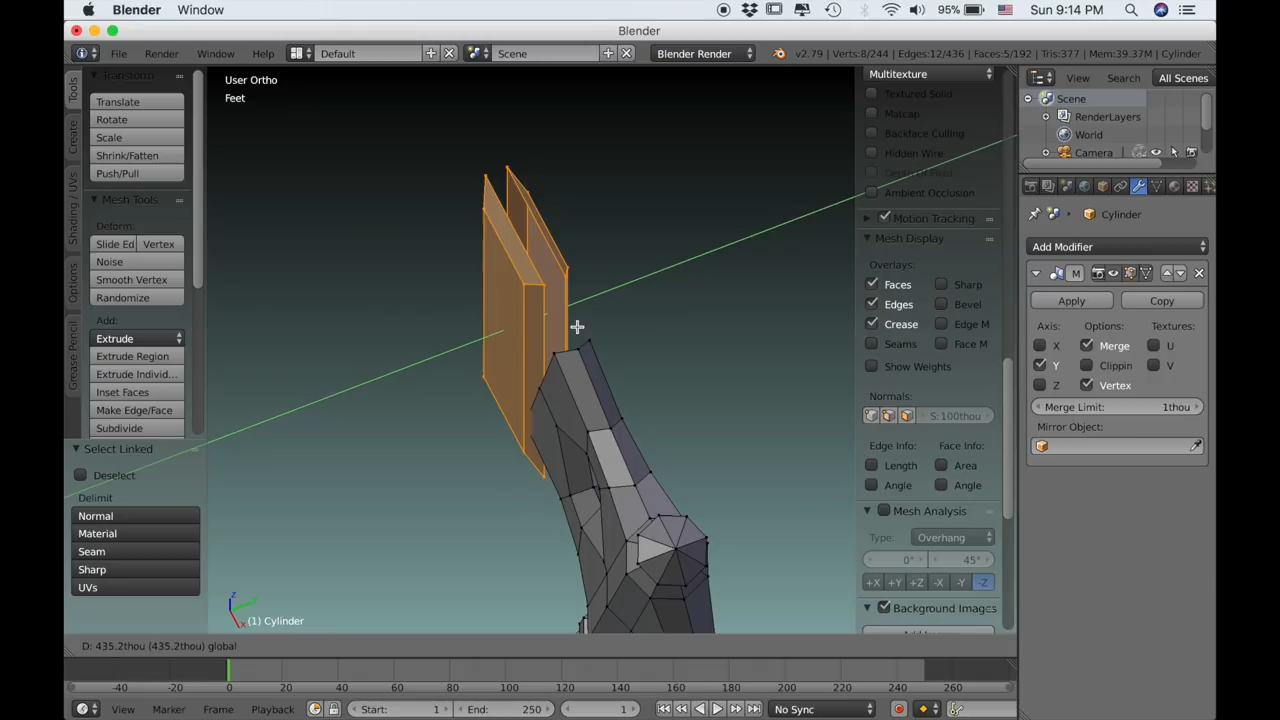 Blender Window 95% Sun 9:14 PM
Blender
File Render Window Help Default Scene Blender Render v2.79 | Verts:8/244 | Edges:12/436 | Faces:5/192 | Tris:377 | Mem:39.37M | Cylinder
Tools
Create
Shading / UVs
Options
Grease Pencil
Transform
Translate
Rotate
Scale
Shrink/Fatten
Push/Pull
Mesh Tools
Deform:
Slide Ed Vertex
Noise
Smooth Vertex
Randomize
Add:
Extrude
Extrude Region
Extrude Individ...
Inset Faces
Make Edge/Face
Subdivide
Select Linked
Deselect
Delimit
Normal
Material
Seam
Sharp
UVs
User Ortho
Feet
z
y
x
(1) Cylinder
D: 435.2thou (435.2thou) global
Multitexture
Textured Solid
Matcap
Backface Culling
Hidden Wire
Ambient Occlusion
Motion Tracking
Mesh Display
Overlays:
Faces Sharp
Edges Bevel
Crease Edge M
Seams Face M
Show Weights
Normals:
S:100thou
Edge Info: Face Info:
Length Area
Angle Angle
Mesh Analysis
Type: Overhang
0° 45°
+X +Y +Z -X -Y -Z
Background Images
View Search All Scenes
Scene
RenderLayers
World
Camera
Cylinder
Add Modifier
M
Apply Copy
Axis: Options: Textures:
X Merge U
Y Clippin V
Z Vertex
Merge Limit: 1thou
Mirror Object:
-40 -20 0 20 40 60 80 100 120 140 160 180 200 220 240 260
View Marker Frame Playback Start: 1 End: 250 1 No Sync